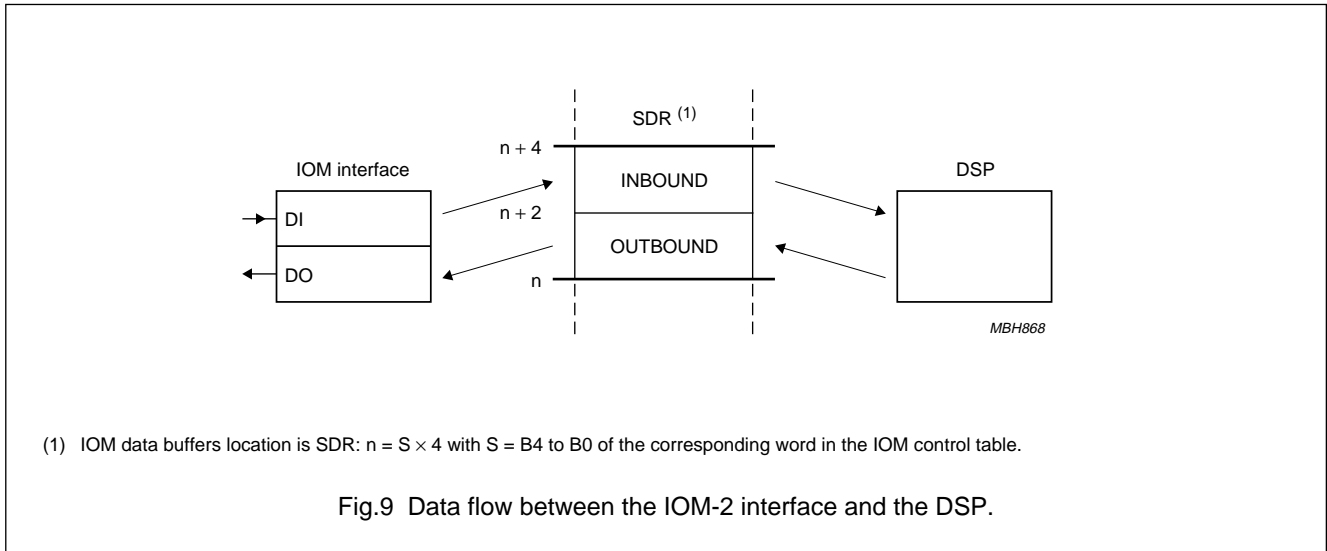 SDR (1)
n + 4
IOM interface
INBOUND
DSP
DI
n + 2
OUTBOUND
DO
n
MBH868
(1) IOM data buffers location is SDR: n = S × 4 with S = B4 to B0 of the corresponding word in the IOM control table.
Fig.9 Data flow between the IOM-2 interface and the DSP.